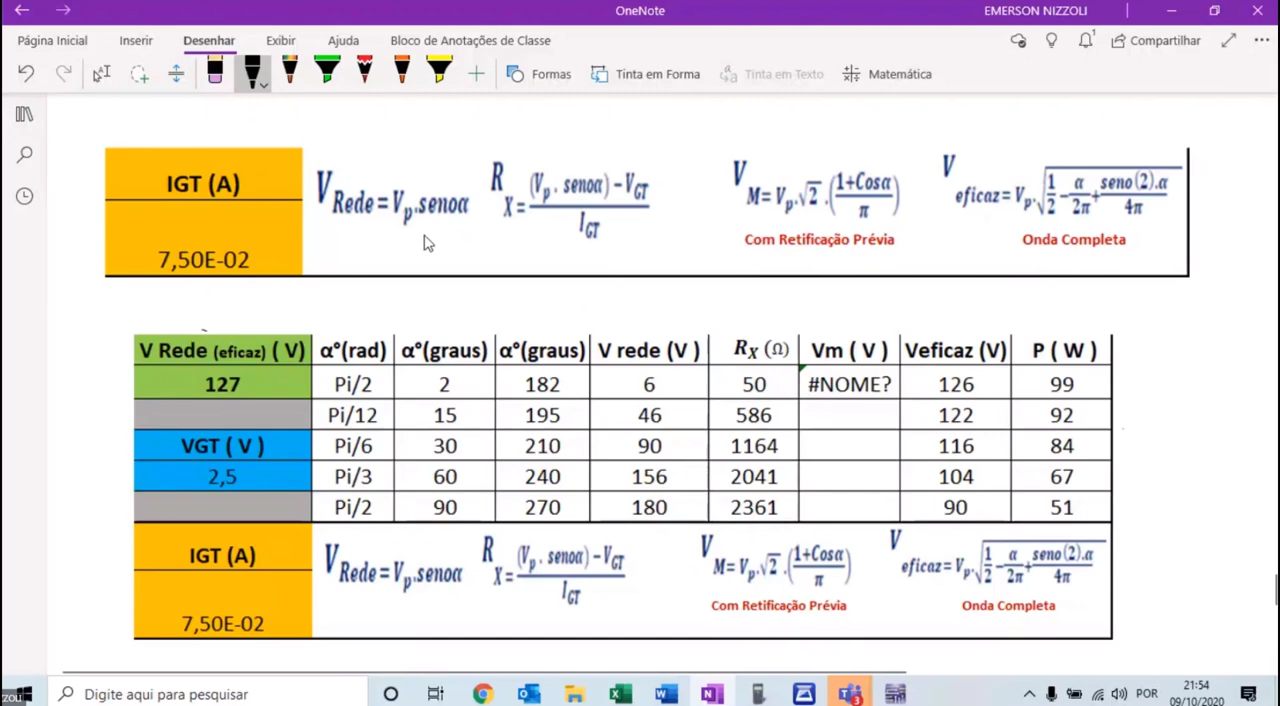 OneNote
EMERSON NIZZOLI
Página Inicial Inserir Desenhar Exibir Ajuda Bloco de Anotações de Classe Compartilhar
Formas Tinta em Forma Tinta em Texto Matemática
IGT (A)
7,50E-02
V Rede = Vp.senoα
R X = (Vp . senoα) − VGT / IGT
V M = Vp.√2 .(1+Cosα / π)
Com Retificação Prévia
V eficaz = Vp.√(1/2 − α/2π + seno(2).α/4π)
Onda Completa
V Rede (eficaz) ( V) α°(rad) α°(graus) α°(graus) V rede (V ) RX (Ω) Vm ( V ) Veficaz (V) P ( W )
127 Pi/2 2 182 6 50 #NOME? 126 99
Pi/12 15 195 46 586 122 92
VGT ( V ) Pi/6 30 210 90 1164 116 84
2,5 Pi/3 60 240 156 2041 104 67
Pi/2 90 270 180 2361 90 51
IGT (A)
7,50E-02
V Rede = Vp.senoα
R X = (Vp . senoα) − VGT / IGT
V M = Vp.√2 .(1+Cosα / π)
Com Retificação Prévia
V eficaz = Vp.√(1/2 − α/2π + seno(2).α/4π)
Onda Completa
zzou
Digite aqui para pesquisar
POR
21:54
09/10/2020